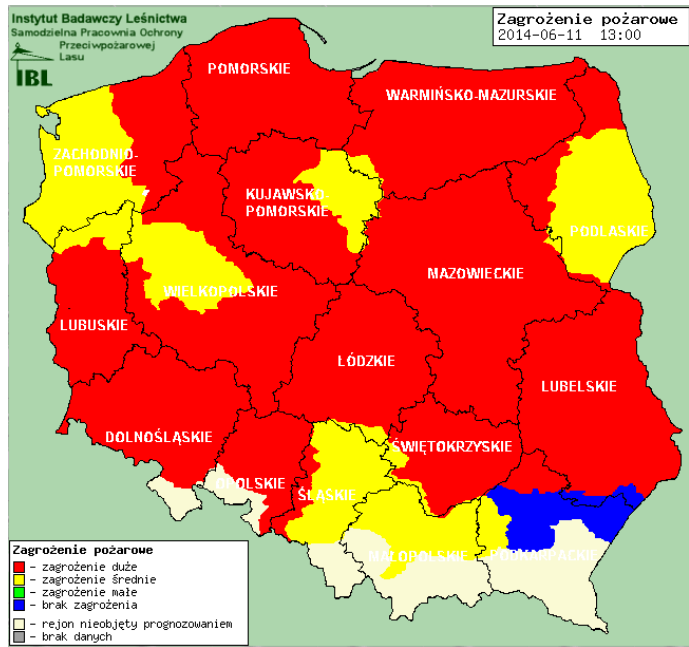 Instytut Badawczy Leśnictwa
Samodzielna Pracownia Ochrony
Przeciwpożarowej
Lasu
IBL
Zagrożenie pożarowe
2014-06-11 13:00
POMORSKIE
WARMIŃSKO-MAZURSKIE
ZACHODNIO-
POMORSKIE
KUJAWSKO-
POMORSKIE
PODLASKIE
MAZOWIECKIE
WIELKOPOLSKIE
LUBUSKIE
ŁÓDZKIE
LUBELSKIE
DOLNOŚLĄSKIE
ŚWIĘTOKRZYSKIE
OPOLSKIE
ŚLĄSKIE
MAŁOPOLSKIE
PODKARPACKIE
Zagrożenie pożarowe
- zagrożenie duże
- zagrożenie średnie
- zagrożenie małe
- brak zagrożenia
- rejon nieobjęty prognozowaniem
- brak danych